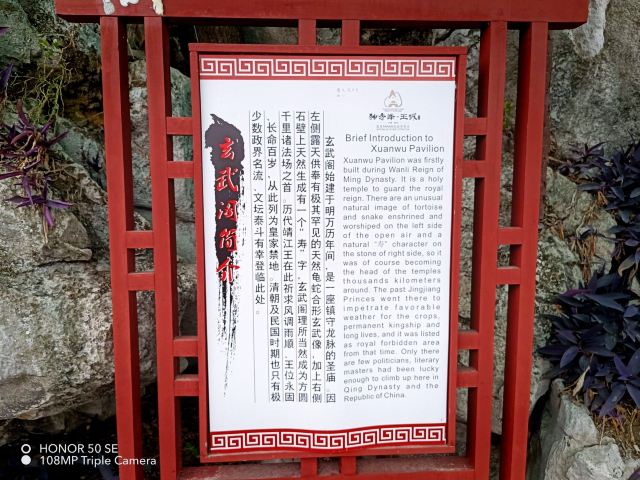 独秀峰·王城
Brief Introduction to
Xuanwu Pavilion
Xuanwu Pavilion was firstly
built during Wanli Reign of
Ming Dynasty. It is a holy
temple to guard the royal
reign. There are an unusual
natural image of tortoise
and snake enshrined and
worshiped on the left side
of the open air and a
natural “寿” character on
the stone of right side, so it
was of course becoming
the head of the temples
thousands kilometers
around. The past Jingjiang
Princes went there to
impetrate favorable
weather for the crops,
permanent kingship and
long lives, and it was listed
as royal forbidden area
from that time. Only there
are few politicians, literary
masters had been lucky
enough to climb up here in
Qing Dynasty and the
Republic of China.
玄武阁始建于明万历年间，是一座镇守龙脉的圣庙。因
左侧露天供奉有极其罕见的天然龟蛇合形玄武像，加上右侧
石壁上天然生成有一个“寿”字，玄武阁理所当然成为方圆
千里诸法场之首。历代靖江王在此祈求风调雨顺、王位永固
、长命百岁，从此列为皇家禁地。清朝及民国时期也只有极
少数政界名流、文坛泰斗有幸登临此处。
玄武阁简介
HONOR 50 SE
108MP Triple Camera